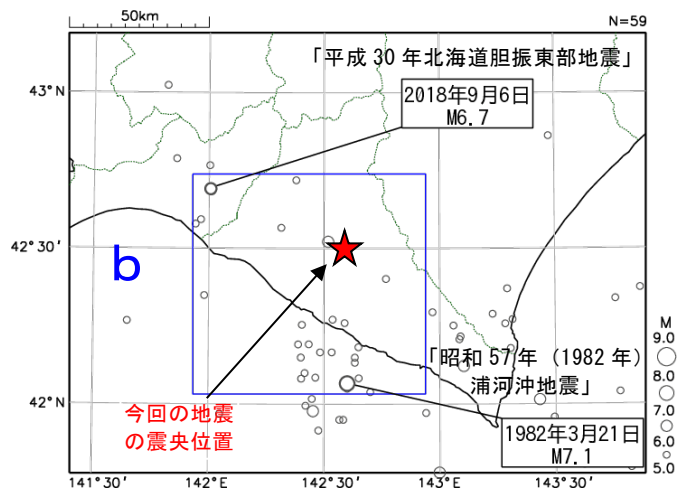 50km
N=59
「平成 30 年北海道胆振東部地震」
43° N
2018年9月6日
M6.7
42° 30′
b
「昭和 57 年（1982 年）
浦河沖地震」
M
9.0
8.0
7.0
6.0
5.0
42° N
今回の地震
の震央位置
1982年3月21日
M7.1
141° 30′
142° E
142° 30′
143° E
143° 30′